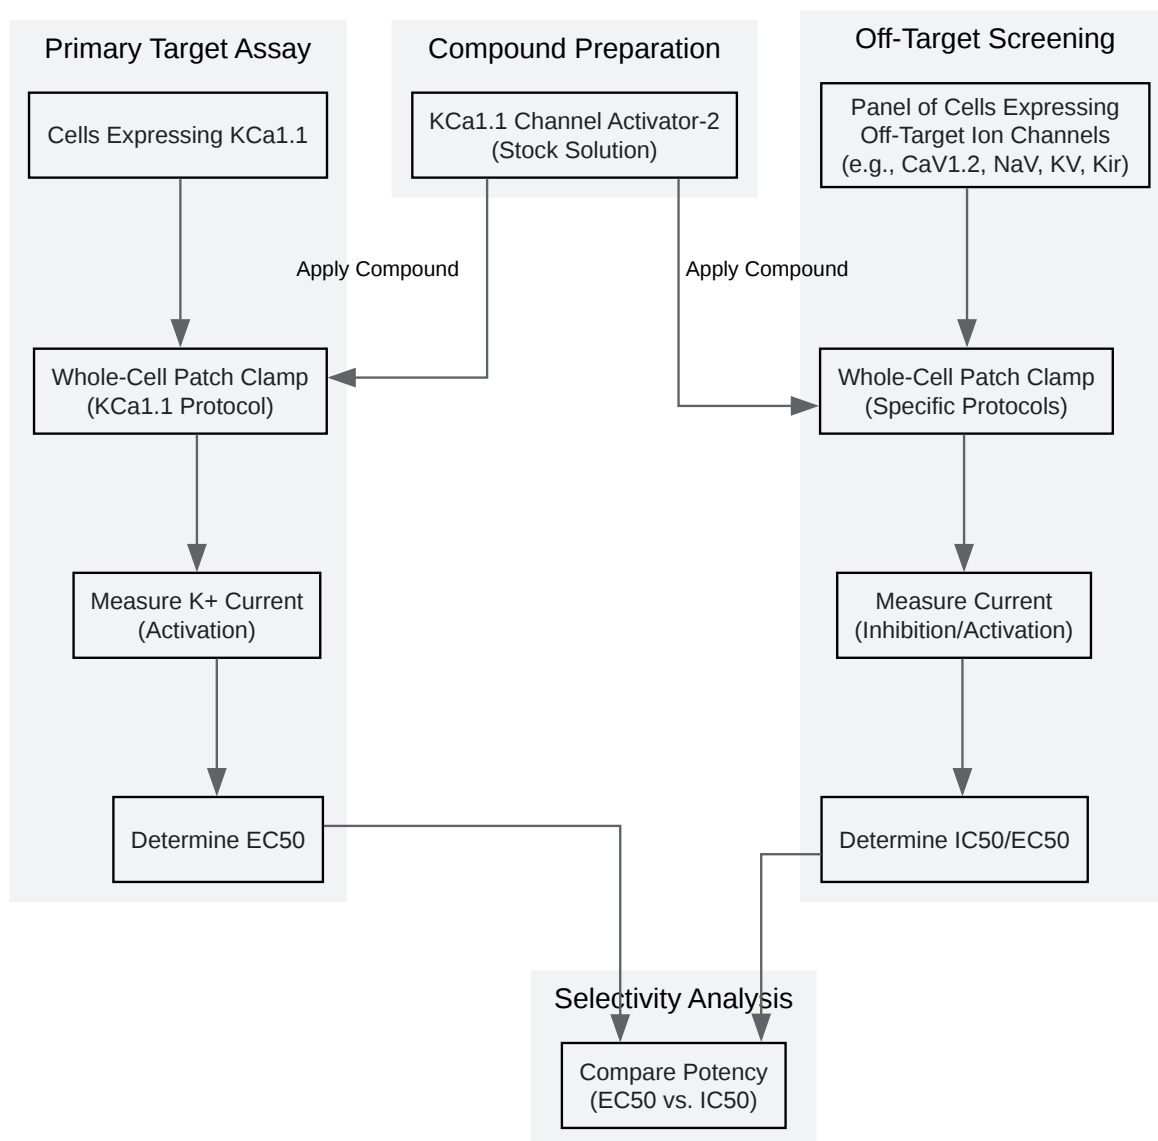 Primary Target Assay
Cells Expressing KCa1.1
Compound Preparation
KCa1.1 Channel Activator-2
(Stock Solution)
Off-Target Screening
Panel of Cells Expressing
Off-Target Ion Channels
(e.g., CaV1.2, NaV, KV, Kir)
Apply Compound
Apply Compound
Whole-Cell Patch Clamp
(KCa1.1 Protocol)
Whole-Cell Patch Clamp
(Specific Protocols)
Measure K+ Current
(Activation)
Measure Current
(Inhibition/Activation)
Determine EC50
Determine IC50/EC50
Selectivity Analysis
Compare Potency
(EC50 vs. IC50)